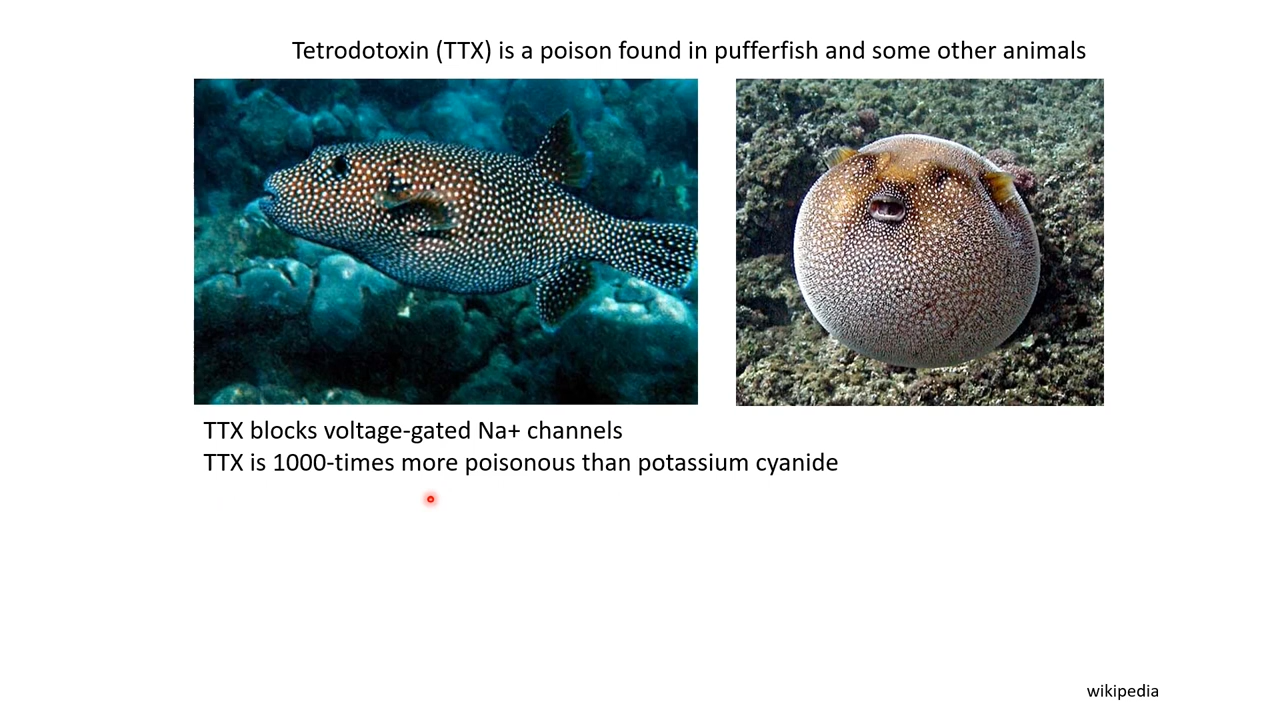 Tetrodotoxin (TTX) is a poison found in pufferfish and some other animals
TTX blocks voltage-gated Na+ channels
TTX is 1000-times more poisonous than potassium cyanide
wikipedia